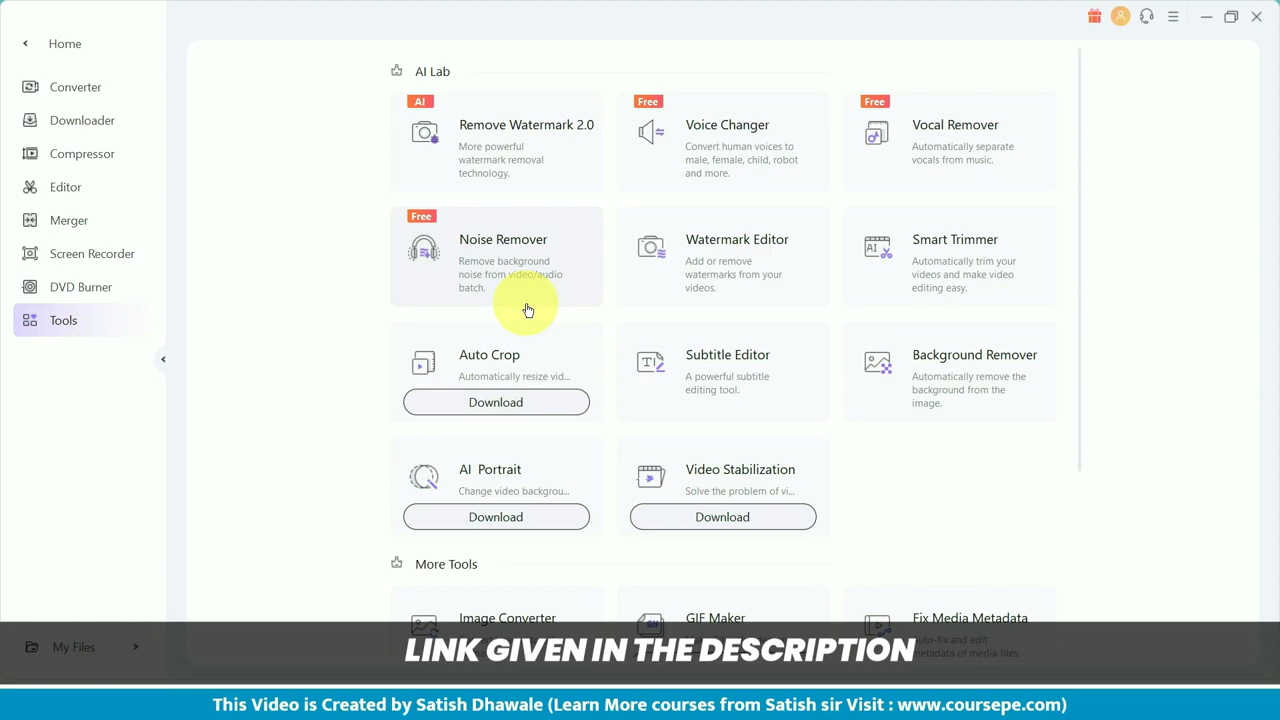 Home
Converter
Downloader
Compressor
Editor
Merger
Screen Recorder
DVD Burner
Tools
My Files
AI Lab
AI
Remove Watermark 2.0
More powerful
watermark removal
technology.
Free
Voice Changer
Convert human voices to
male, female, child, robot
and more.
Free
Vocal Remover
Automatically separate
vocals from music.
Free
Noise Remover
Remove background
noise from video/audio
batch.
Watermark Editor
Add or remove
watermarks from your
videos.
AI
Smart Trimmer
Automatically trim your
videos and make video
editing easy.
Auto Crop
Automatically resize vid...
Download
T
Subtitle Editor
A powerful subtitle
editing tool.
Background Remover
Automatically remove the
background from the
image.
AI Portrait
Change video backgrou...
Download
Video Stabilization
Solve the problem of vi...
Download
More Tools
Image Converter
GIF
GIF Maker
Fix Media Metadata
Auto-fix and edit
metadata of media files.
LINK GIVEN IN THE DESCRIPTION
This Video is Created by Satish Dhawale (Learn More courses from Satish sir Visit : www.coursepe.com)